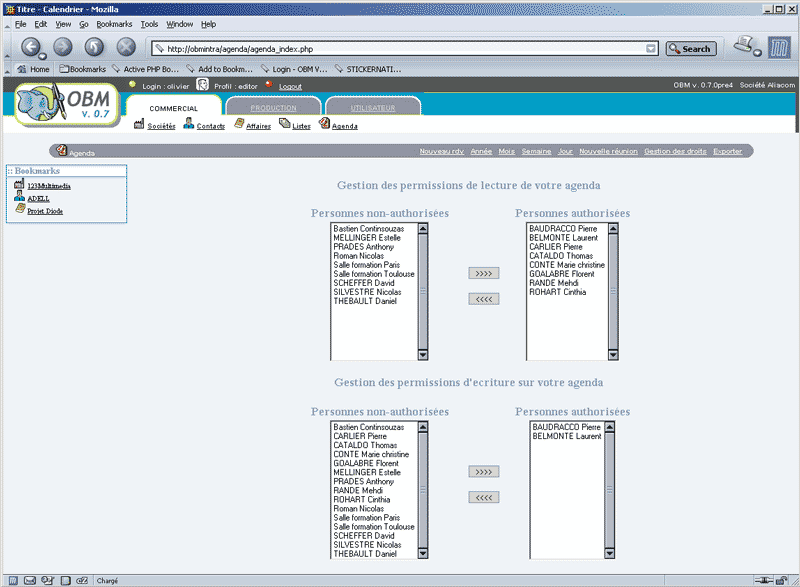 Titre - Calendrier - Mozilla
File Edit View Go Bookmarks Tools Window Help
http://obmintra/agenda/agenda_index.php Search
Home Bookmarks Active PHP Bo... Add to Bookm... Login - OBM V... STICKERNATI...
Login : olivier Profil : editor Logout OBM v. 0.7.0pre4 Société Aliacom
OBM
v. 0.7
COMMERCIAL PRODUCTION UTILISATEUR
Sociétés Contacts Affaires Listes Agenda
Agenda Nouveau rdv Année Mois Semaine Jour Nouvelle réunion Gestion des droits Exporter
:: Bookmarks
123Multimedia
ADELL
Projet Diode
Gestion des permissions de lecture de votre agenda
Personnes non-authorisées
Bastien Continsouzas
MELLINGER Estelle
PRADES Anthony
Roman Nicolas
Salle formation Paris
Salle formation Toulouse
SCHEFFER David
SILVESTRE Nicolas
THEBAULT Daniel
>>>>
<<<<
Personnes authorisées
BAUDRACCO Pierre
BELMONTE Laurent
CARLIER Pierre
CATALDO Thomas
CONTE Marie christine
GOALABRE Florent
RANDE Mehdi
ROHART Cinthia
Gestion des permissions d'ecriture sur votre agenda
Personnes non-authorisées
Bastien Continsouzas
CARLIER Pierre
CATALDO Thomas
CONTE Marie christine
GOALABRE Florent
MELLINGER Estelle
PRADES Anthony
RANDE Mehdi
ROHART Cinthia
Roman Nicolas
Salle formation Paris
Salle formation Toulouse
SCHEFFER David
SILVESTRE Nicolas
THEBAULT Daniel
>>>>
<<<<
Personnes authorisées
BAUDRACCO Pierre
BELMONTE Laurent
Chargé